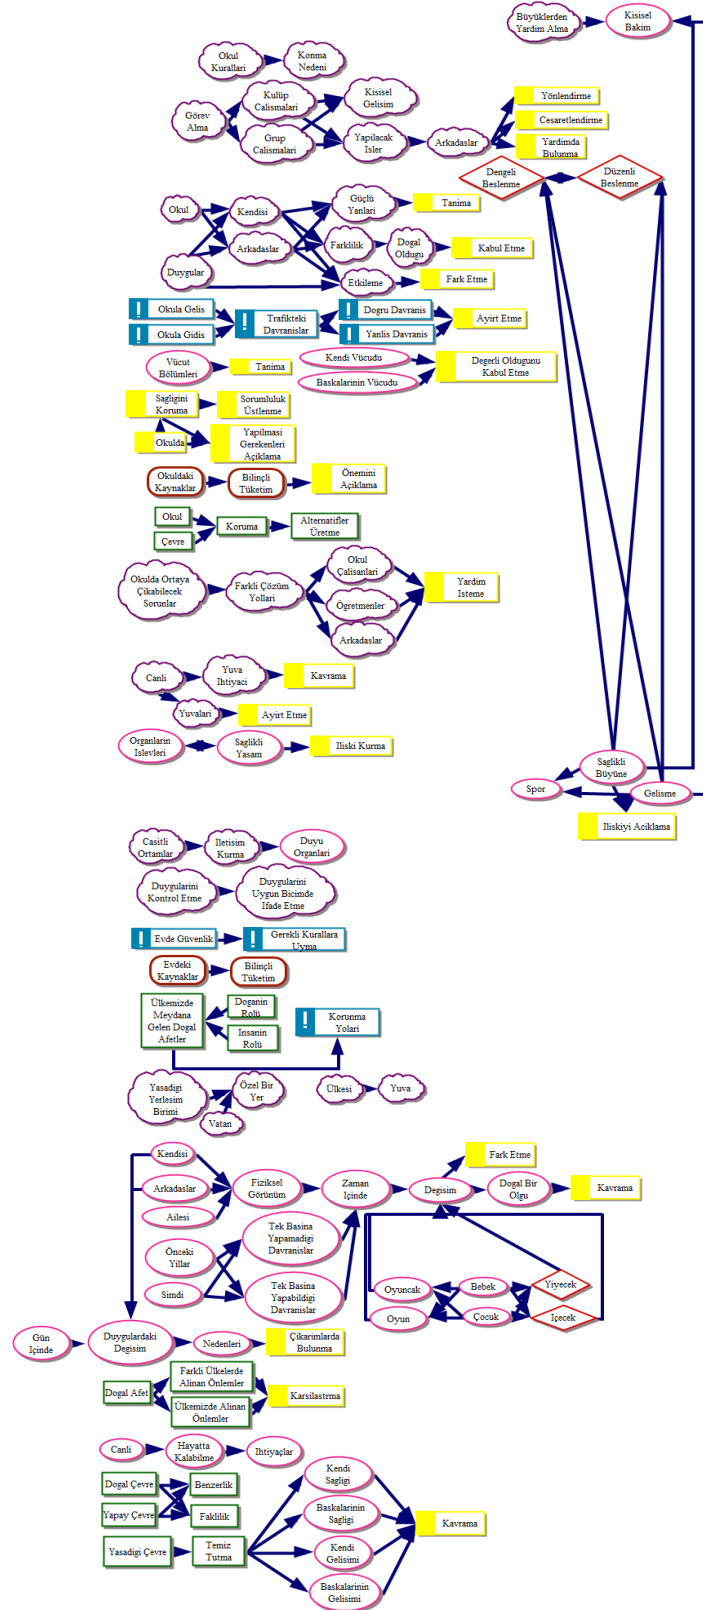 Büyüklerden
Yardim Alma
Kisisel
Bakim
Okul
Kurallari
Konma
Nedeni
Görev
Alma
Kulüp
Calismalari
Grup
Calismalari
Kisisel
Gelisim
Yapilacak
Isler
Arkadaslar
Yönlendirme
Cesaretlendirme
Yardimda
Bulunma
Dengeli
Beslenme
Düzenli
Beslenme
Okul
Duygular
Kendisi
Arkadaslar
Güçlü
Yanlari
Tanima
Farklilik
Dogal
Oldugu
Kabul Etme
Etkileme
Fark Etme
Okula Gelis
Okula Gidis
Trafikteki
Davranislar
Dogru Davranis
Yanlis Davranis
Ayirt Etme
Vücut
Bölümleri
Tanima
Kendi Vücudu
Baskalarinin Vücudu
Degerli Oldugunu
Kabul Etme
Sagligini
Koruma
Sorumluluk
Üstlenme
Okulda
Yapilmasi
Gerekenleri
Açiklama
Okuldaki
Kaynaklar
Bilinçli
Tüketim
Önemini
Açiklama
Okul
Çevre
Koruma
Alternatifler
Üretme
Okulda Ortaya
Çikabilecek
Sorunlar
Farkli Çözüm
Yollari
Okul
Çalisanlari
Ögretmenler
Arkadaslar
Yardim
Isteme
Canli
Yuva
Ihtiyaci
Kavrama
Yuvalari
Ayirt Etme
Organlarin
Islevleri
Saglikli
Yasam
Iliski Kurma
Saglikli
Büyüne
Spor
Gelisme
Iliskiyi Aciklama
Casitli
Ortamlar
Iletisim
Kurma
Duyu
Organlari
Duygularini
Kontrol Etme
Duygularini
Uygun Bicimde
Ifade Etme
Evde Güvenlik
Gerekli Kurallara
Uyma
Evdeki
Kaynaklar
Bilinçli
Tüketim
Ülkemizde
Meydana
Gelen Dogal
Afetler
Doganin
Rolü
Insanin
Rolü
Korunma
Yolari
Yasadigi
Yerlesim
Birimi
Özel Bir
Yer
Vatan
Ülkesi
Yuva
Kendisi
Arkadaslar
Ailesi
Fiziksel
Görünüm
Zaman
Içinde
Degisim
Fark Etme
Dogal Bir
Olgu
Kavrama
Önceki
Yillar
Simdi
Tek Basina
Yapamadigi
Davranislar
Tek Basina
Yapabildigi
Davranislar
Oyuncak
Oyun
Bebek
Çocuk
Yiyecek
Içecek
Gün
Içinde
Duygulardaki
Degisim
Nedenleri
Çikarimlarda
Bulunma
Dogal Afet
Farkli Ülkelerde
Alinan Önlemler
Ülkemizde Alinan
Önlemler
Karsilastrma
Canli
Hayatta
Kalabilme
Ihtiyaçlar
Dogal Çevre
Yapay Çevre
Benzerlik
Faklilik
Yasadigi Çevre
Temiz
Tutma
Kendi
Sagligi
Baskalarinin
Sagligi
Kendi
Gelisimi
Baskalarinin
Gelisimi
Kavrama